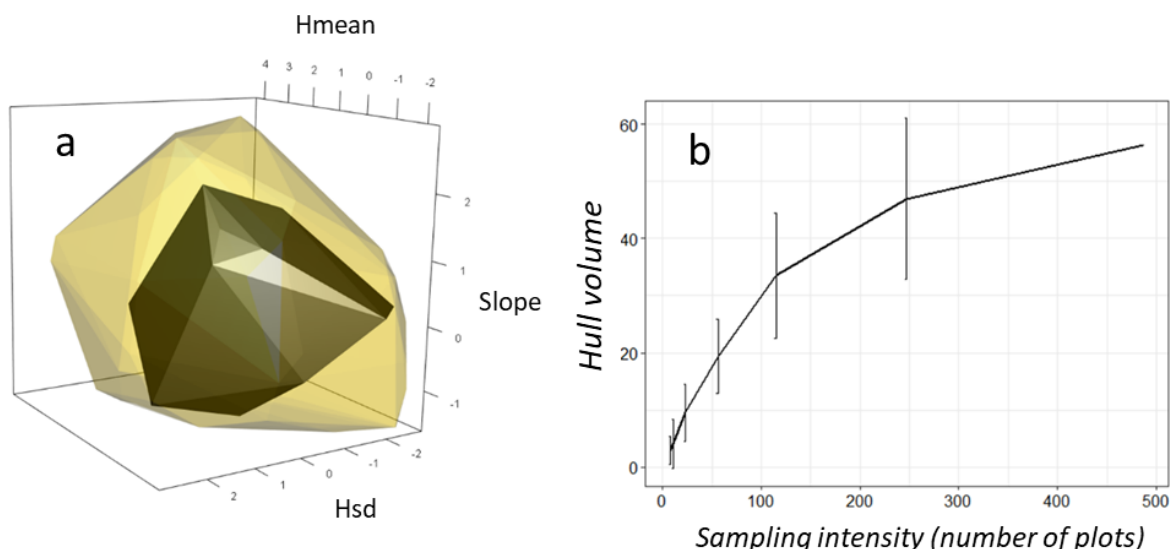 Hmean
4 3 2 1 0 -1 -2
a
2
1
Slope
0
-1
-2
-1
0
1
2
Hsd
b
Hull volume
60
40
20
0
0 100 200 300 400 500
Sampling intensity (number of plots)